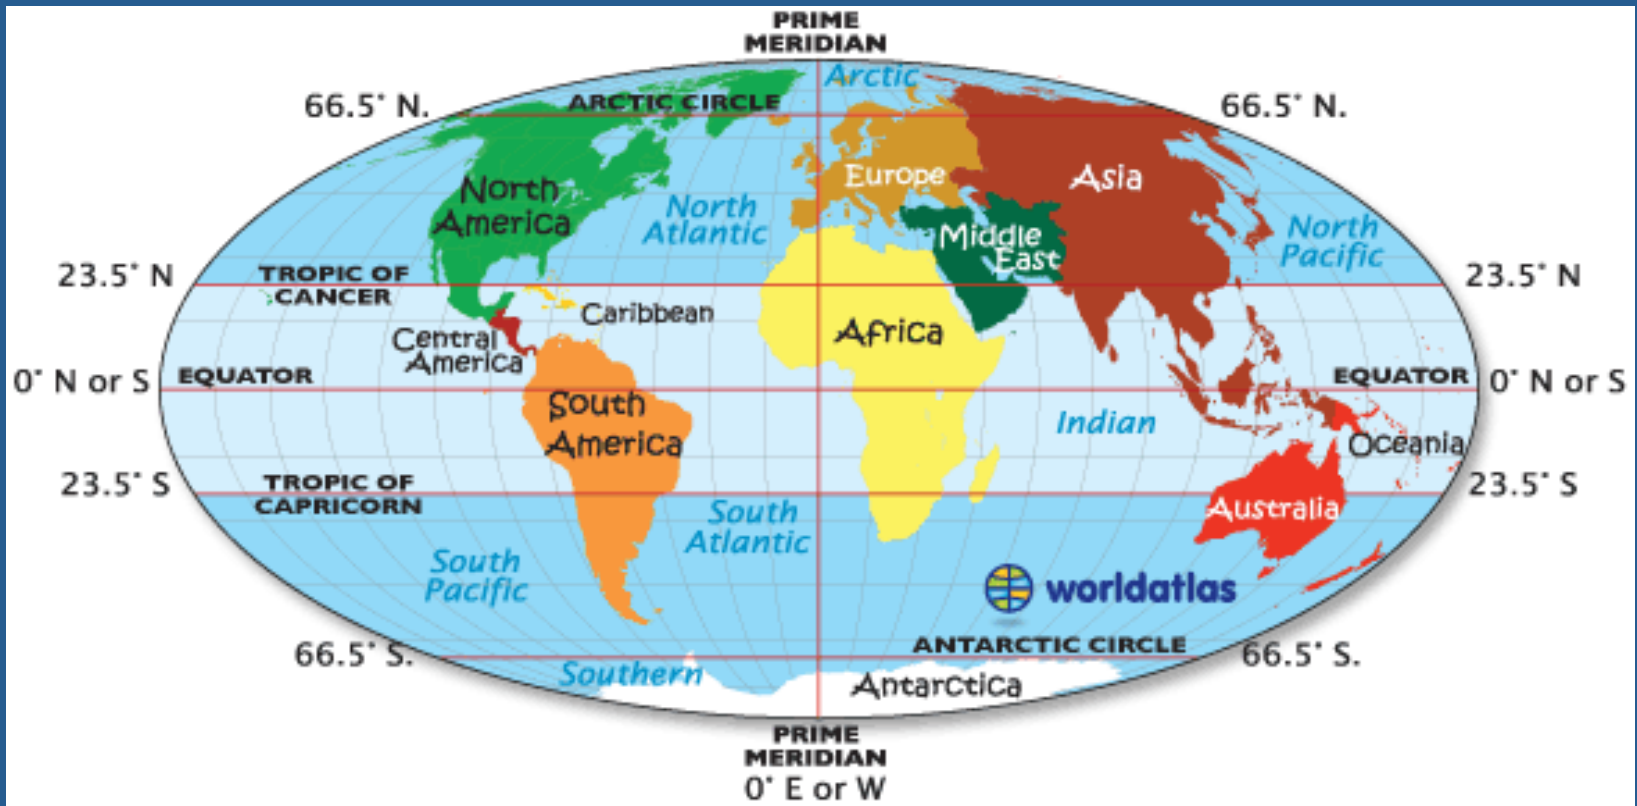 PRIME
MERIDIAN
Arctic
66.5° N.
ARCTIC CIRCLE
66.5° N.
North
America
Europe
Asia
North
Atlantic
Middle
East
North
Pacific
23.5° N
TROPIC OF
CANCER
23.5° N
Caribbean
Central
America
Africa
0° N or S
EQUATOR
EQUATOR
0° N or S
South
America
Indian
Oceania
23.5° S
TROPIC OF
CAPRICORN
23.5° S
Australia
South
Atlantic
South
Pacific
worldatlas
66.5° S.
ANTARCTIC CIRCLE
66.5° S.
Southern
Antarctica
PRIME
MERIDIAN
0° E or W